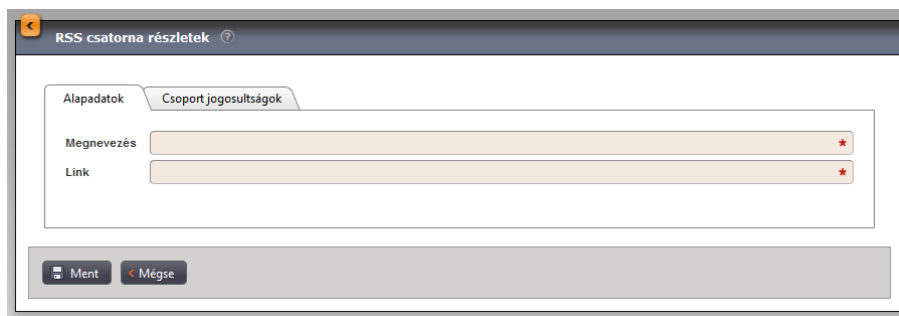 RSS csatorna részletek ?
Alapadatok Csoport jogosultságok
Megnevezés *
Link *
Ment < Mégse